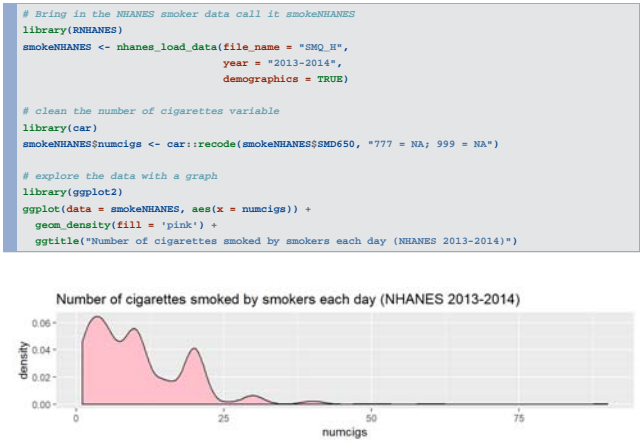 # Bring in the NHANES smoker data call it smokeNHANES
library(RNHANES)
smokeNHANES <- nhanes_load_data(file_name = "SMQ_H",
year = "2013-2014",
demographics = TRUE)
# clean the number of cigarettes variable
library(car)
smokeNHANES$numcigs <- car::recode(smokeNHANES$SMD650, "777 = NA; 999 = NA")
# explore the data with a graph
library(ggplot2)
ggplot(data = smokeNHANES, aes(x = numcigs)) +
geom_density(fill = 'pink') +
ggtitle("Number of cigarettes smoked by smokers each day (NHANES 2013-2014)")
Number of cigarettes smoked by smokers each day (NHANES 2013-2014)
0.06
0.04
0.02
0.00
density
0 25 50 75
numcigs